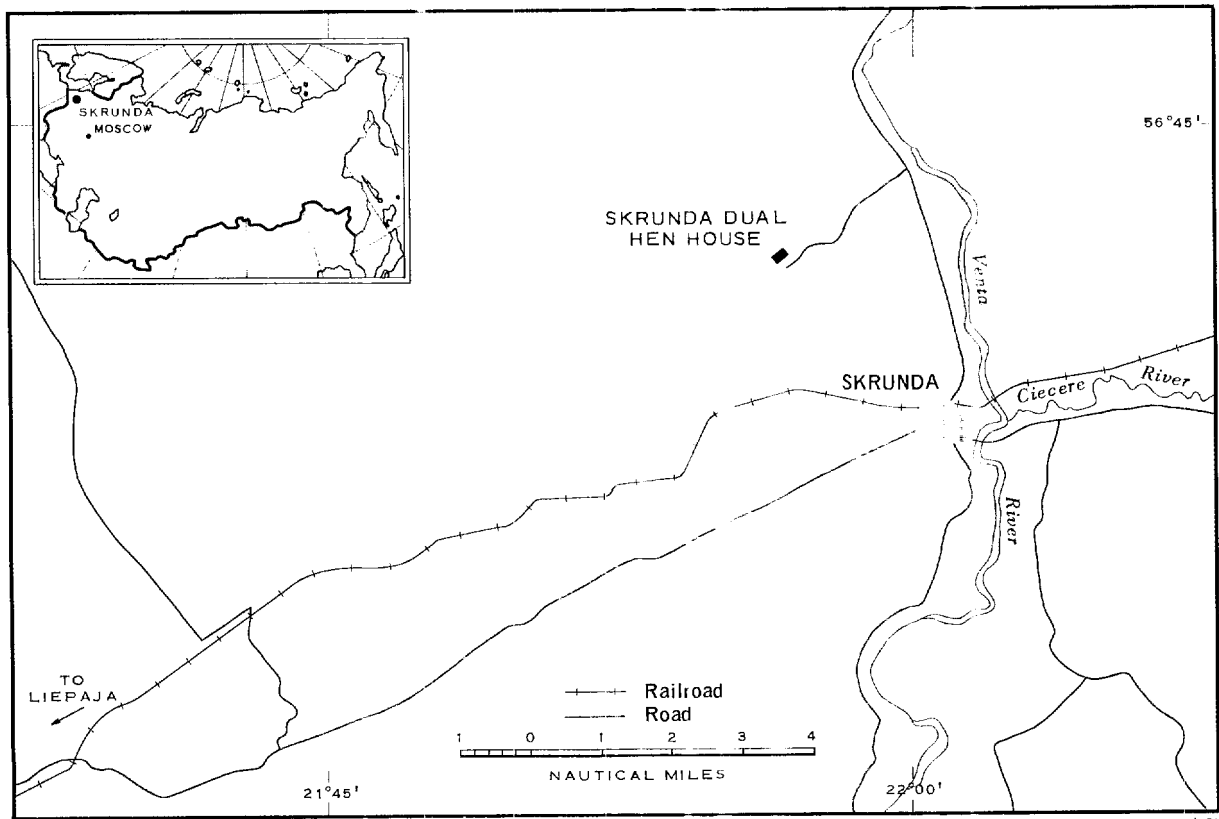 SKRUNDA
MOSCOW
56°45'
SKRUNDA DUAL
HEN HOUSE
Venta
SKRUNDA
Ciecere
River
River
TO
LIEPAJA
Railroad
Road
1 0 1 2 3 4
NAUTICAL MILES
21°45'
22°00'